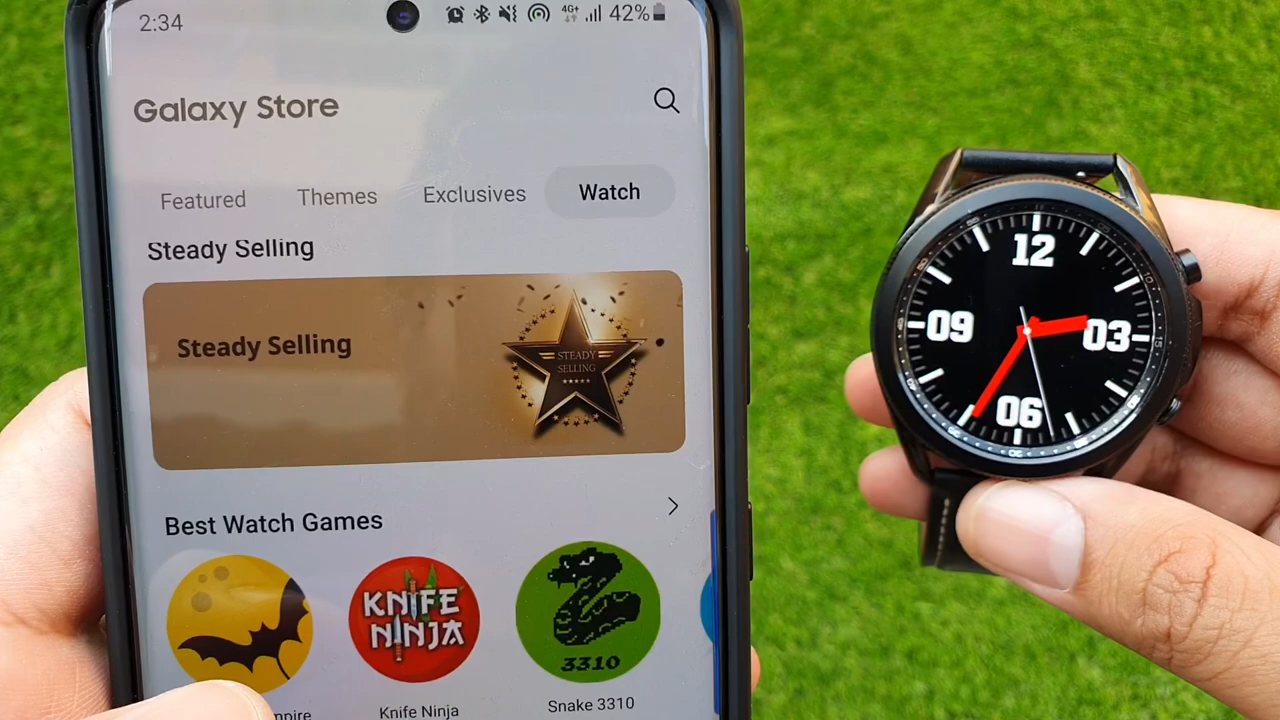 2:34
4G+
42%
Galaxy Store
Featured
Themes
Exclusives
Watch
Steady Selling
Steady Selling
STEADY
SELLING
Best Watch Games
KNIFE
NINJA
3310
Knife Ninja
Snake 3310
12
09
03
06